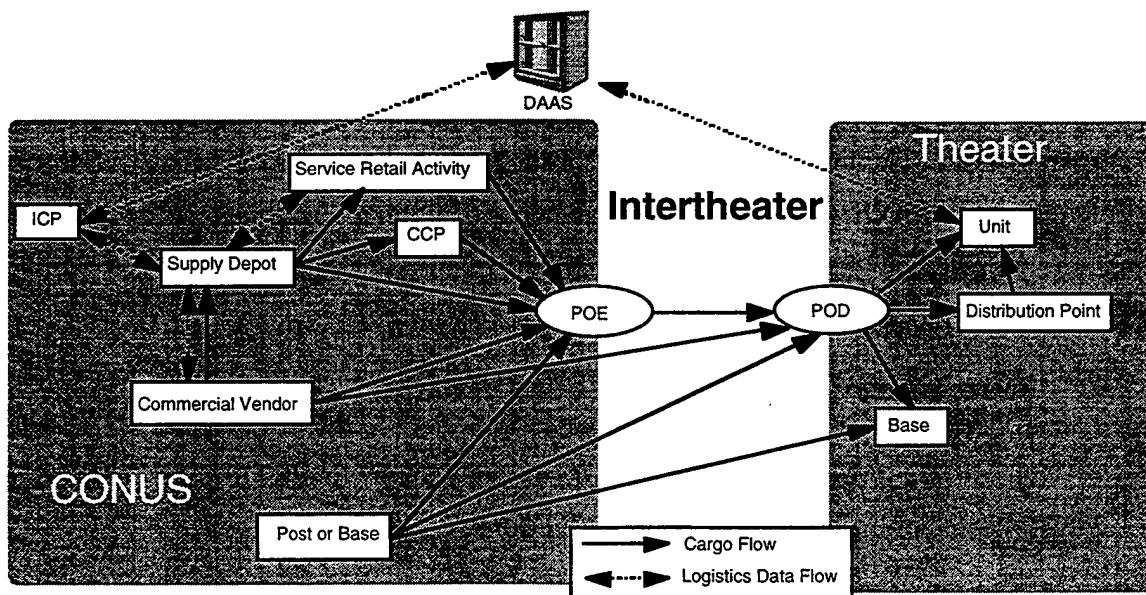 DAAS
Theater
Service Retail Activity
Intertheater
ICP
CCP
Unit
Supply Depot
POE
POD
Distribution Point
Commercial Vendor
Base
CONUS
Post or Base
Cargo Flow
Logistics Data Flow